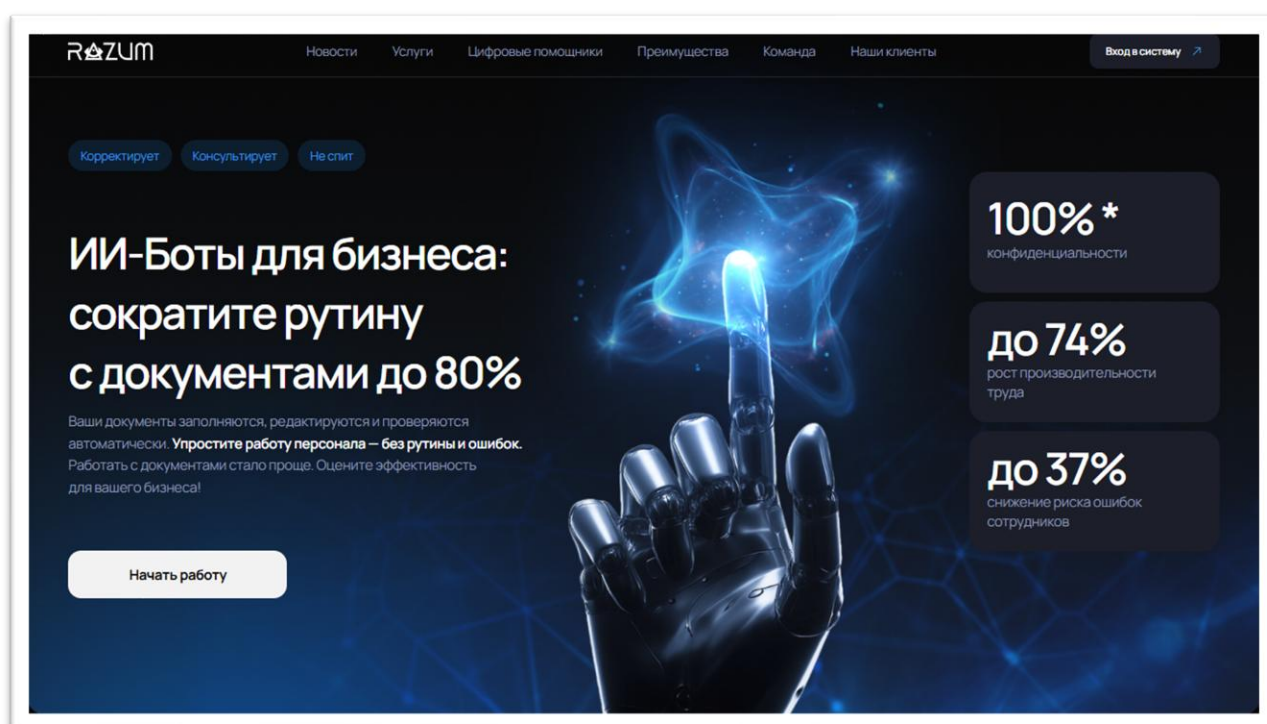 RAZUM
Новости
Услуги
Цифровые помощники
Преимущества
Команда
Наши клиенты
Вход в систему
Корректирует
Консультирует
Не спит
ИИ-Боты для бизнеса:
сократите рутину
с документами до 80%
Ваши документы заполняются, редактируются и проверяются
автоматически. Упростите работу персонала — без рутины и ошибок.
Работать с документами стало проще. Оцените эффективность
для вашего бизнеса!
Начать работу
100% *
конфиденциальности
до 74%
рост производительности
труда
до 37%
снижение риска ошибок
сотрудников